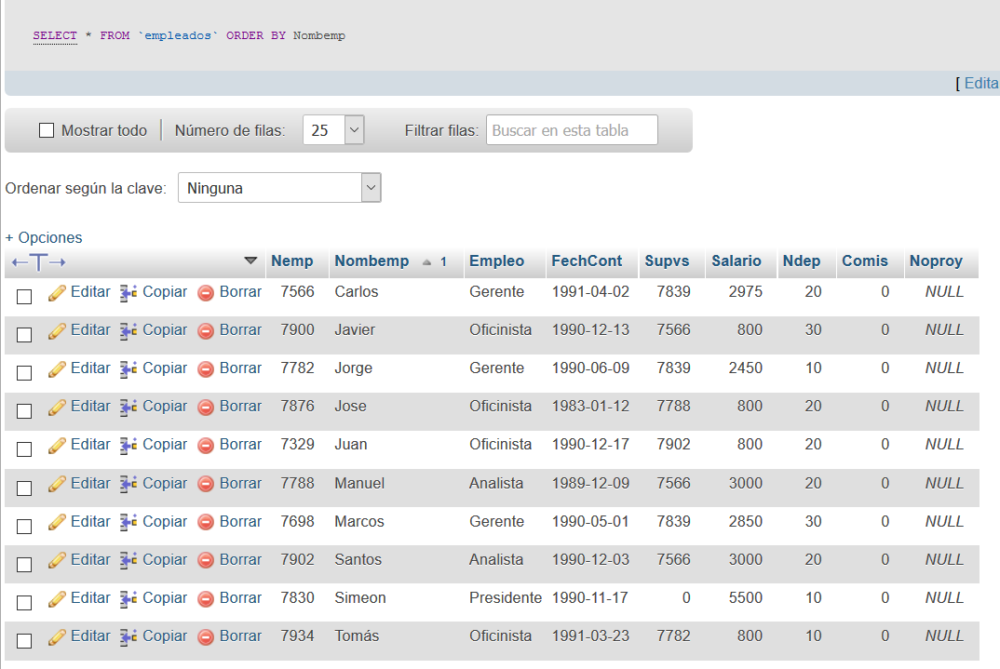 SELECT * FROM `empleados` ORDER BY Nombemp
[ Edita
Mostrar todo Número de filas: 25 Filtrar filas: Buscar en esta tabla
Ordenar según la clave: Ninguna
+ Opciones
←T→ Nemp Nombemp 1 Empleo FechCont Supvs Salario Ndep Comis Noproy
Editar Copiar Borrar 7566 Carlos Gerente 1991-04-02 7839 2975 20 0 NULL
Editar Copiar Borrar 7900 Javier Oficinista 1990-12-13 7566 800 30 0 NULL
Editar Copiar Borrar 7782 Jorge Gerente 1990-06-09 7839 2450 10 0 NULL
Editar Copiar Borrar 7876 Jose Oficinista 1983-01-12 7788 800 20 0 NULL
Editar Copiar Borrar 7329 Juan Oficinista 1990-12-17 7902 800 20 0 NULL
Editar Copiar Borrar 7788 Manuel Analista 1989-12-09 7566 3000 20 0 NULL
Editar Copiar Borrar 7698 Marcos Gerente 1990-05-01 7839 2850 30 0 NULL
Editar Copiar Borrar 7902 Santos Analista 1990-12-03 7566 3000 20 0 NULL
Editar Copiar Borrar 7830 Simeon Presidente 1990-11-17 0 5500 10 0 NULL
Editar Copiar Borrar 7934 Tomás Oficinista 1991-03-23 7782 800 10 0 NULL